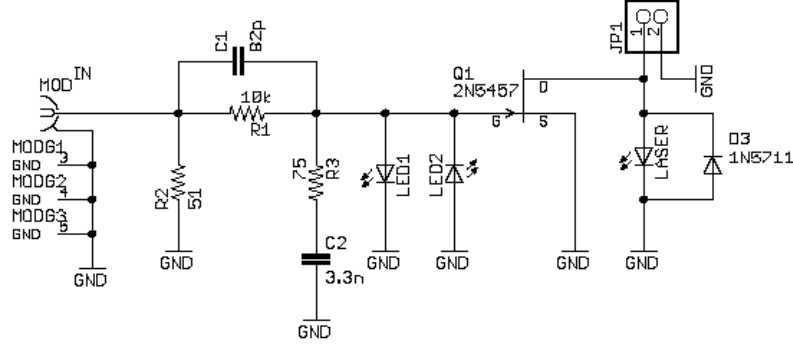 JP1
1
2
GND
C1
82p
MOD
IN
10k
R1
Q1
2N5457
D
G
S
MODG1
GND
3
MODG2
GND
4
MODG3
GND
5
GND
R2
51
GND
75
R3
C2
3.3n
GND
LED1
GND
LED2
GND
GND
LASER
GND
D3
1N5711